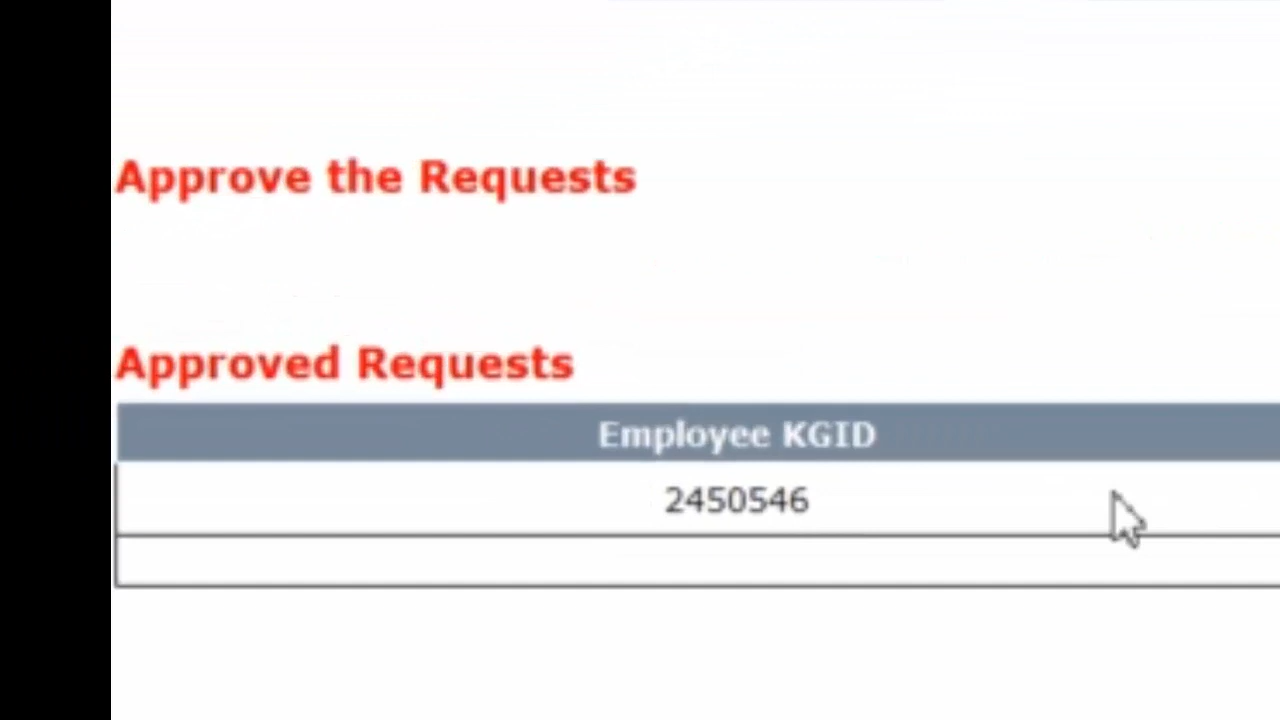 Approve the Requests
Approved Requests
Employee KGID
2450546